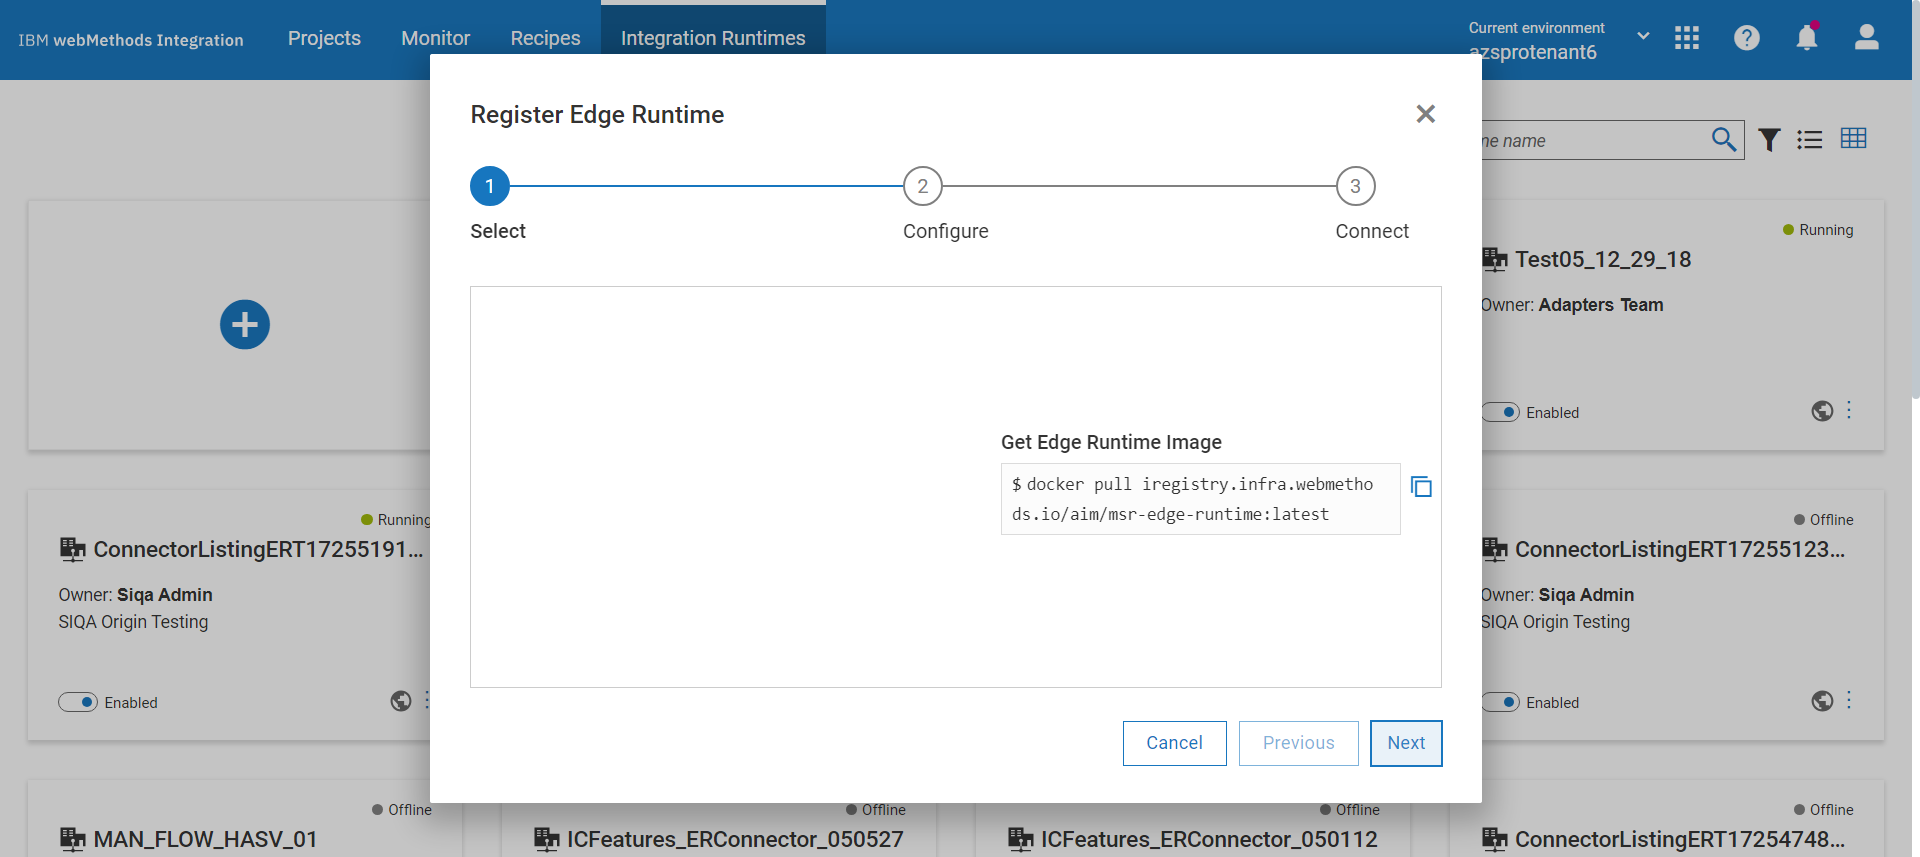 IBM webMethods Integration
Projects
Monitor
Recipes
Integration Runtimes
Current environment
azsprotenant6
Register Edge Runtime
1
2
3
Select
Configure
Connect
Get Edge Runtime Image
$ docker pull iregistry.infra.webmetho
ds.io/aim/msr-edge-runtime:latest
Cancel
Previous
Next
name
Running
Test05_12_29_18
Owner: Adapters Team
Enabled
Running
ConnectorListingERT17255191...
Owner: Siqa Admin
SIQA Origin Testing
Enabled
Offline
ConnectorListingERT17255123...
Owner: Siqa Admin
SIQA Origin Testing
Enabled
Offline
MAN_FLOW_HASV_01
Offline
ICFeatures_ERConnector_050527
Offline
ICFeatures_ERConnector_050112
Offline
ConnectorListingERT17254748...